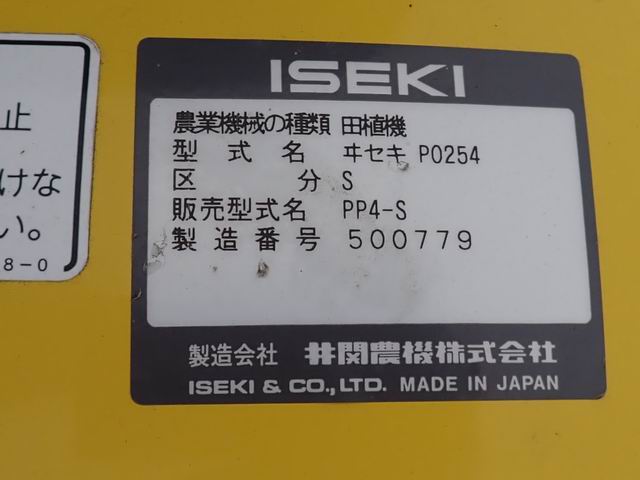 止
けな
い。
8-0
ISEKI
農業機械の種類 田植機
型式名 ヰセキ P0254
区分 S
販売型式名 PP4-S
製造番号 500779
製造会社 井関農機株式会社
ISEKI & CO.,LTD. MADE IN JAPAN